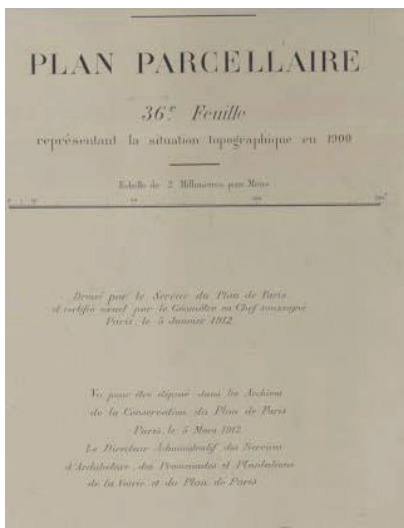 PLAN PARCELLAIRE
36e Feuille
représentant la situation topographique en 1900
Echelle de 2 Millimètres par Mètre
Dressé par le Service du Plan de Paris
et certifié exact par le Géomètre en Chef soussigné
Paris, le 5 Janvier 1912
Vu pour être déposé dans les Archives
de la Conservation du Plan de Paris
Paris, le 5 Mars 1912
Le Directeur Administratif des Services
d'Architecture, des Promenades et Plantations
de la Voirie et du Plan de Paris